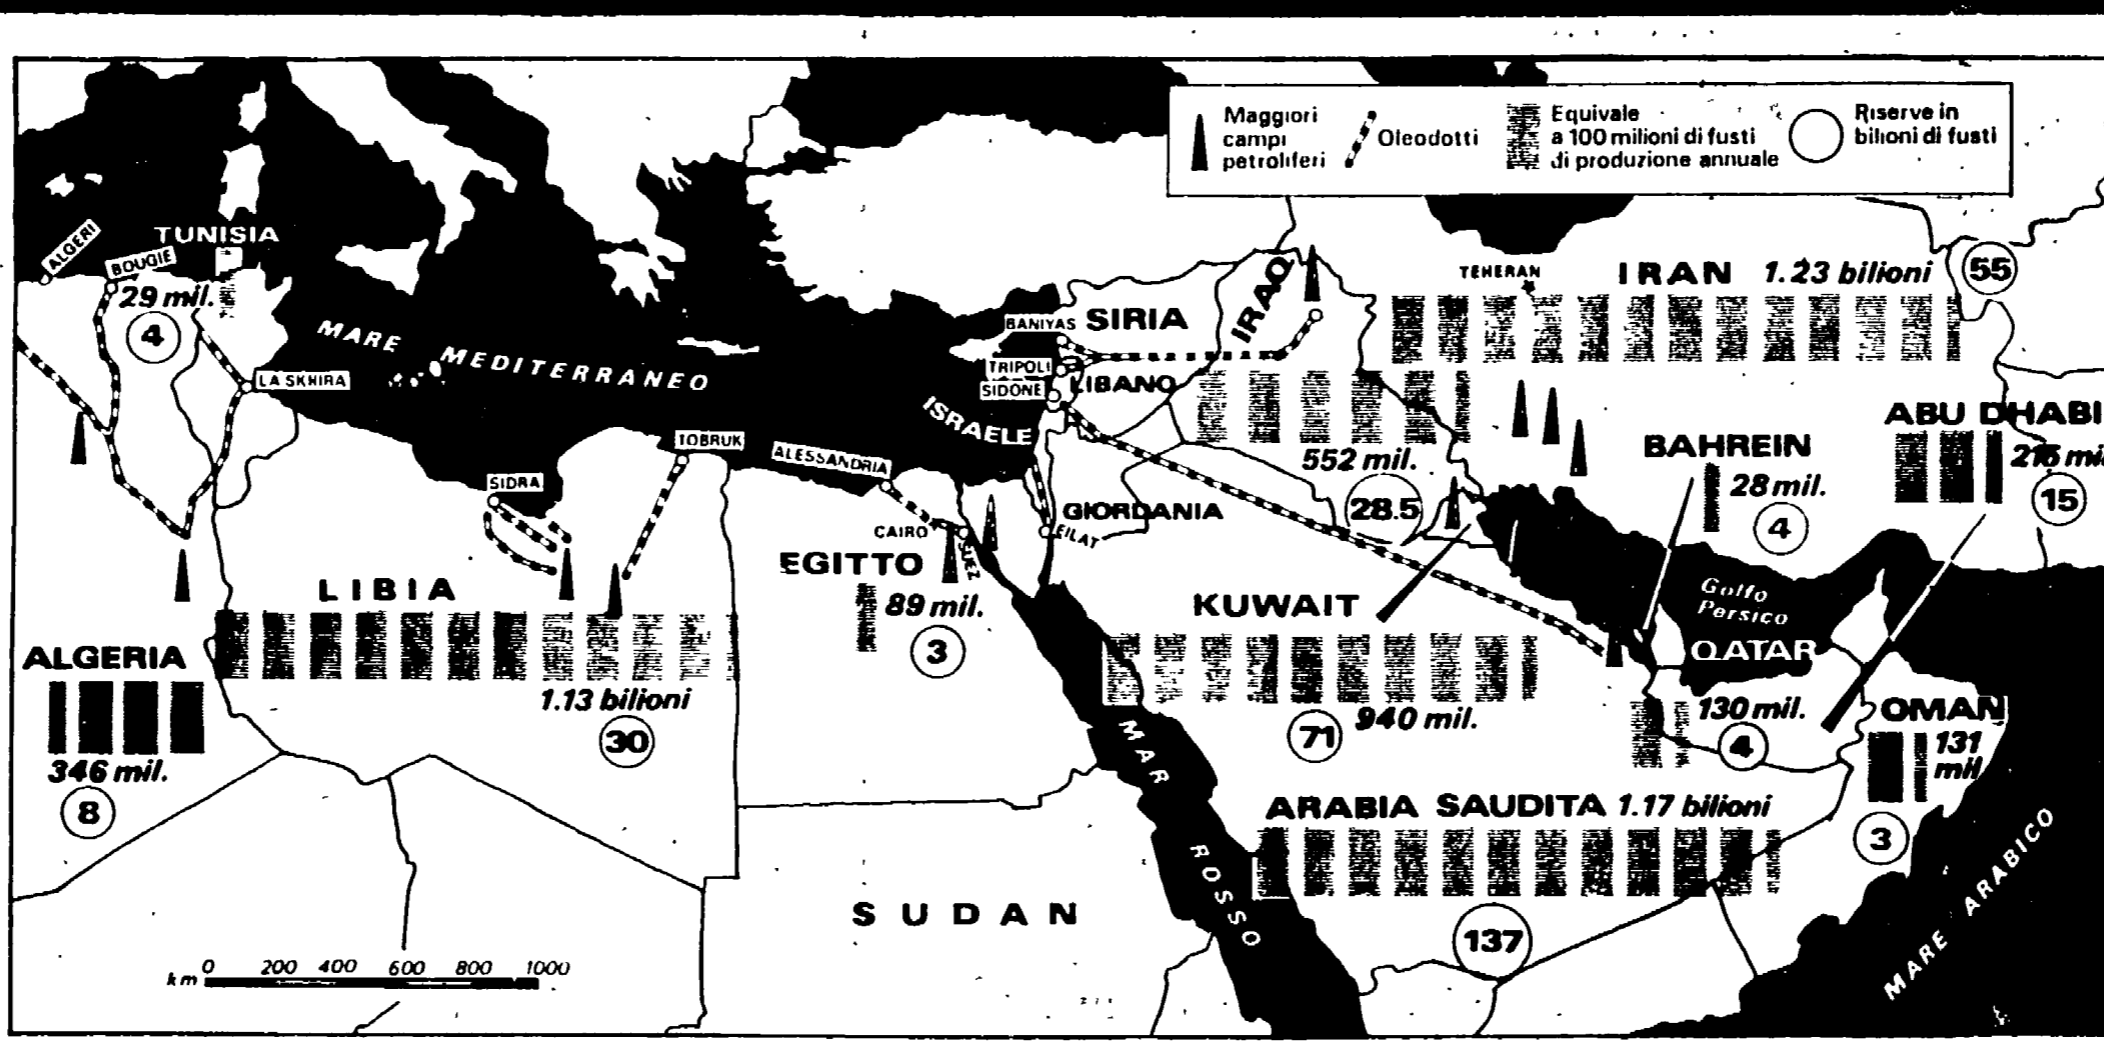 Maggiori
campi
petroliferi
Oleodotti
Equivale
a 100 milioni di fusti
di produzione annuale
Riserve in
bilioni di fusti
ALGERI
BOUGIE
TUNISIA
29 mil.
4
LA SKHIRA
MARE MEDITERRANEO
SIDRA
TOBRUK
ALESSANDRIA
CAIRO
SUEZ
ISRAELE
BANIYAS
SIRIA
TRIPOLI
SIDONE
LIBANO
IRAQ
552 mil.
28.5
TEHERAN
IRAN 1.23 bilioni
55
GIORDANIA
EILAT
EGITTO
89 mil.
3
LIBIA
1.13 bilioni
30
ALGERIA
346 mil.
8
KUWAIT
940 mil.
71
BAHREIN
28 mil.
4
ABU DHABI
15
Golfo
Persico
QATAR
130 mil.
4
OMAN
131
mil
3
ARABIA SAUDITA 1.17 bilioni
137
MAR ROSSO
MARE ARABICO
SUDAN
km 0 200 400 600 800 1000